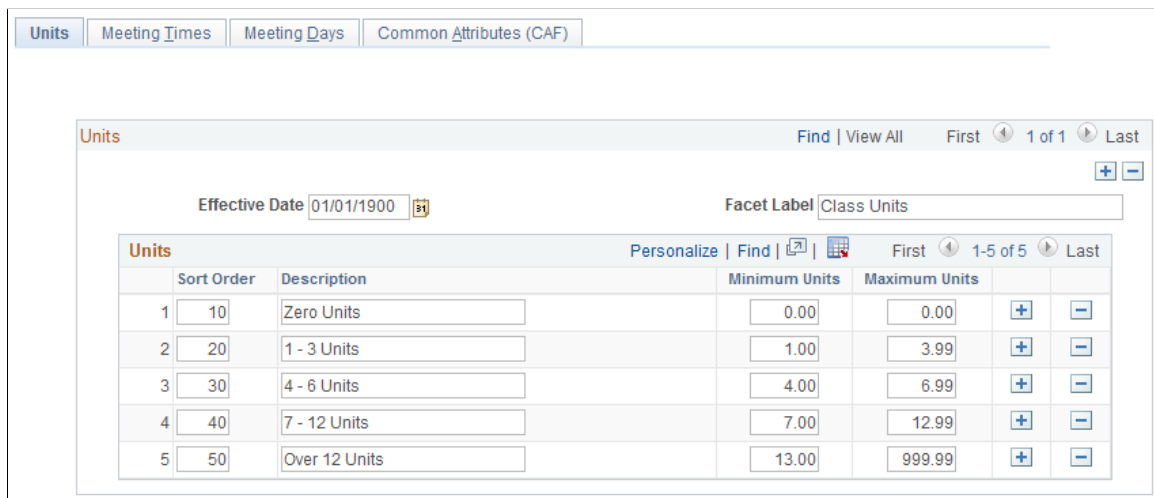 Units Meeting Times Meeting Days Common Attributes (CAF)
Units Find | View All First 1 of 1 Last
Effective Date 01/01/1900 31 Facet Label Class Units
Units Personalize | Find | | First 1-5 of 5 Last
Sort Order Description Minimum Units Maximum Units
1 10 Zero Units 0.00 0.00
2 20 1 - 3 Units 1.00 3.99
3 30 4 - 6 Units 4.00 6.99
4 40 7 - 12 Units 7.00 12.99
5 50 Over 12 Units 13.00 999.99